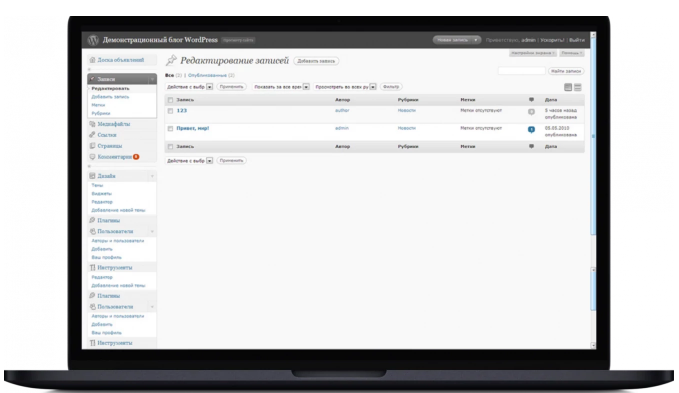 Демонстрационный блог WordPress
Новая запись
Приветствую, admin | Ускорить! | Выйти
Доска объявлений
Редактирование записей Добавить запись
Настройки экрана Помощь
Найти записи
Записи
Редактировать
Добавить запись
Метки
Рубрики
Медиафайлы
Ссылки
Страницы
Комментарии
Все (2) | Опубликованные (2)
Действие с выбр Применить Показать за все врем Просмотреть во всех ру Фильтр
Запись Автор Рубрики Метки Дата
123 author Новости Метки отсутствуют 5 часов назад
опубликована
Привет, мир! admin Новости Метки отсутствуют 05.05.2010
опубликована
Запись Автор Рубрики Метки Дата
Действие с выбр Применить
Дизайн
Темы
Виджеты
Редактор
Добавление новой темы
Плагины
Пользователи
Авторы и пользователи
Добавить
Ваш профиль
Инструменты
Редактор
Добавление новой темы
Плагины
Пользователи
Авторы и пользователи
Добавить
Ваш профиль
Инструменты